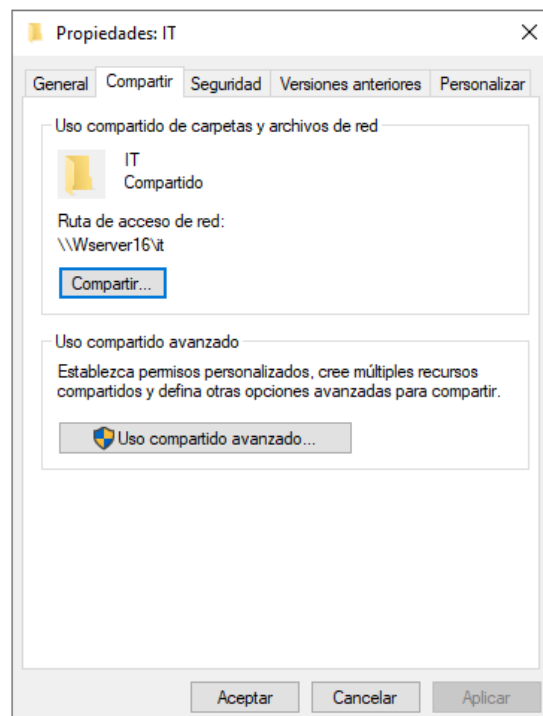 Propiedades: IT
General Compartir Seguridad Versiones anteriores Personalizar
Uso compartido de carpetas y archivos de red
IT
Compartido
Ruta de acceso de red:
\\Wserver16\it
Compartir...
Uso compartido avanzado
Establezca permisos personalizados, cree múltiples recursos
compartidos y defina otras opciones avanzadas para compartir.
Uso compartido avanzado...
Aceptar Cancelar Aplicar